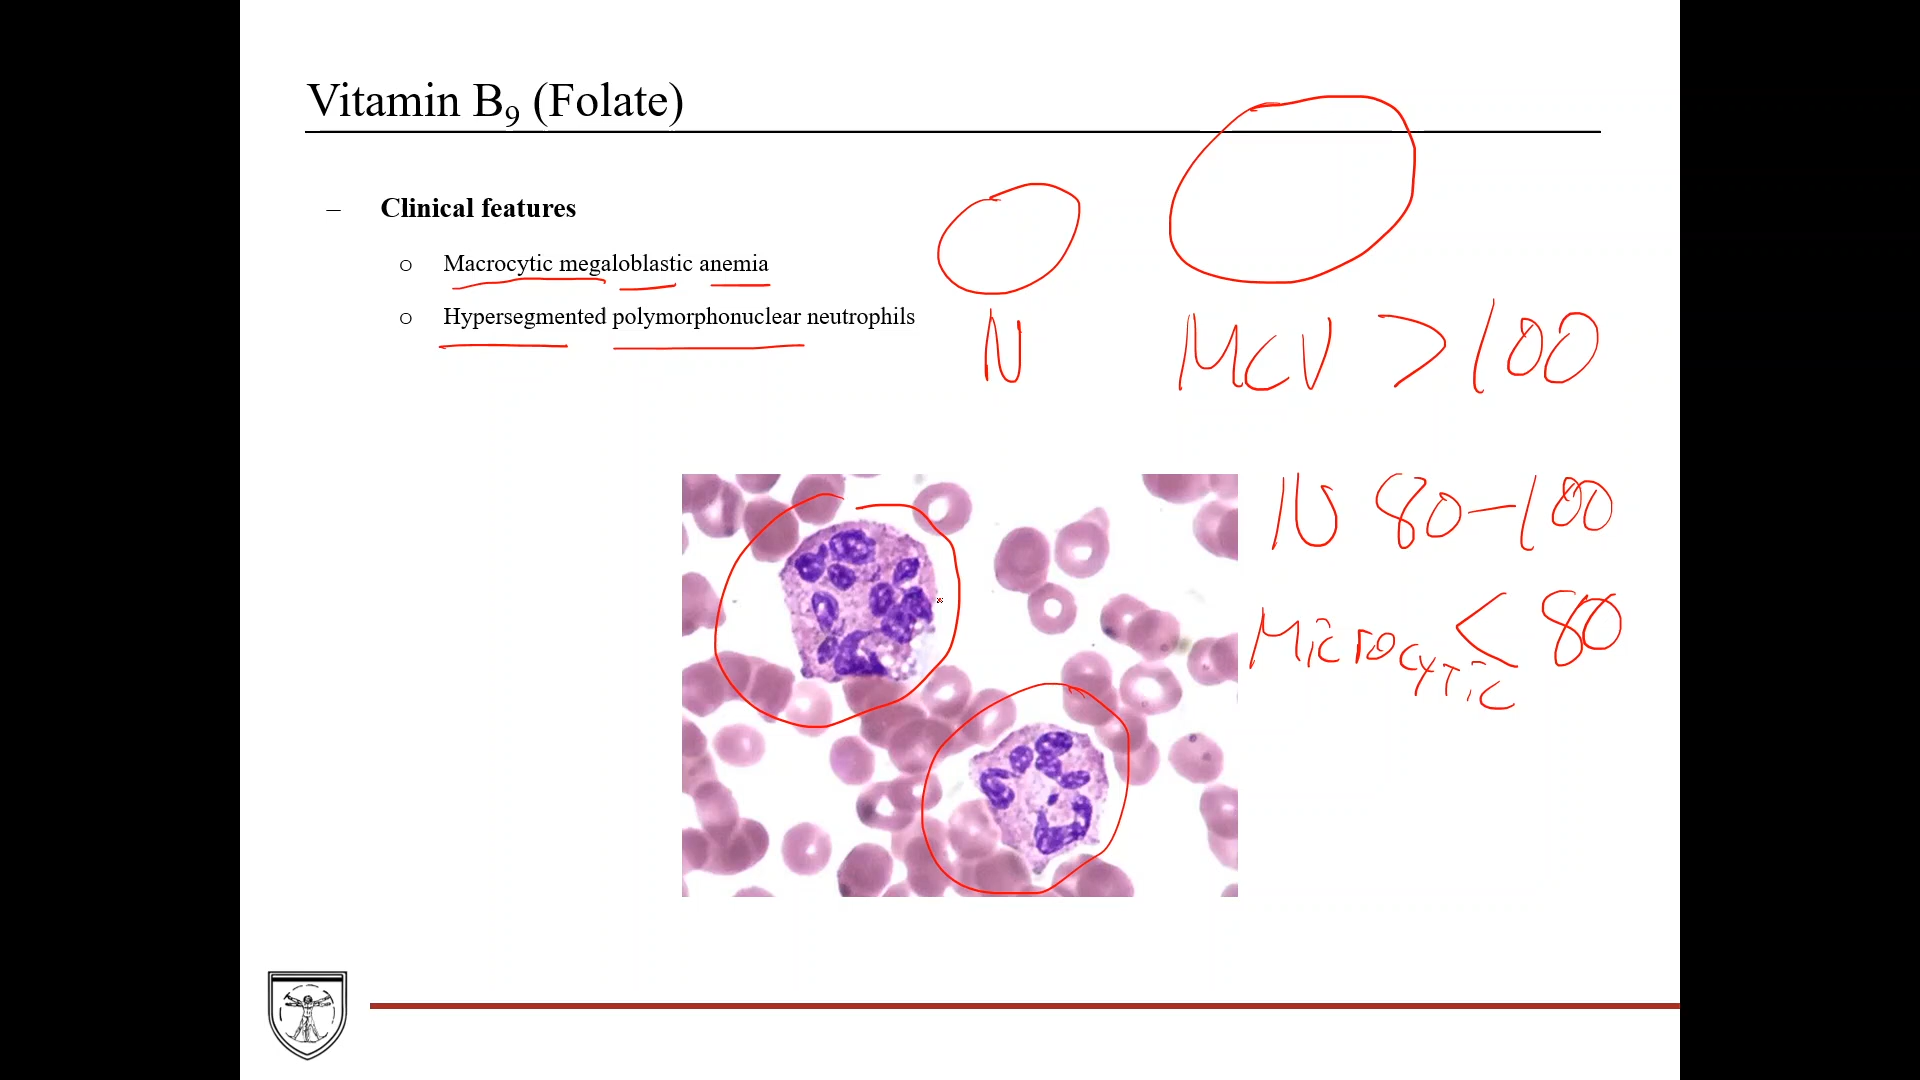 Vitamin B₉ (Folate)
– Clinical features
o Macrocytic megaloblastic anemia
o Hypersegmented polymorphonuclear neutrophils
N
MCV > 100
N 80-100
Microcytic < 80